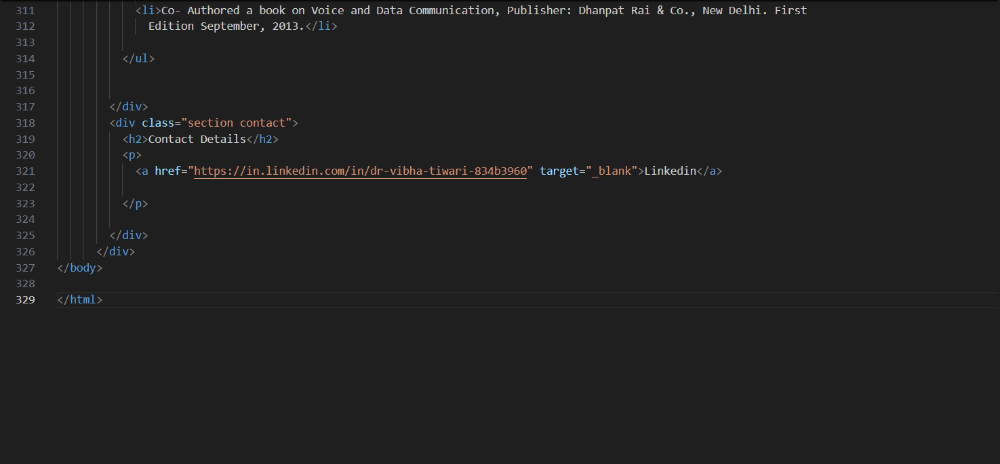 311 <li>Co- Authored a book on Voice and Data Communication, Publisher: Dhanpat Rai & Co., New Delhi. First
312 Edition September, 2013.</li>
313
314 </ul>
315
316
317 </div>
318 <div class="section contact">
319 <h2>Contact Details</h2>
320 <p>
321 <a href="https://in.linkedin.com/in/dr-vibha-tiwari-834b3960" target="_blank">Linkedin</a>
322
323 </p>
324
325 </div>
326 </div>
327 </body>
328
329 </html>